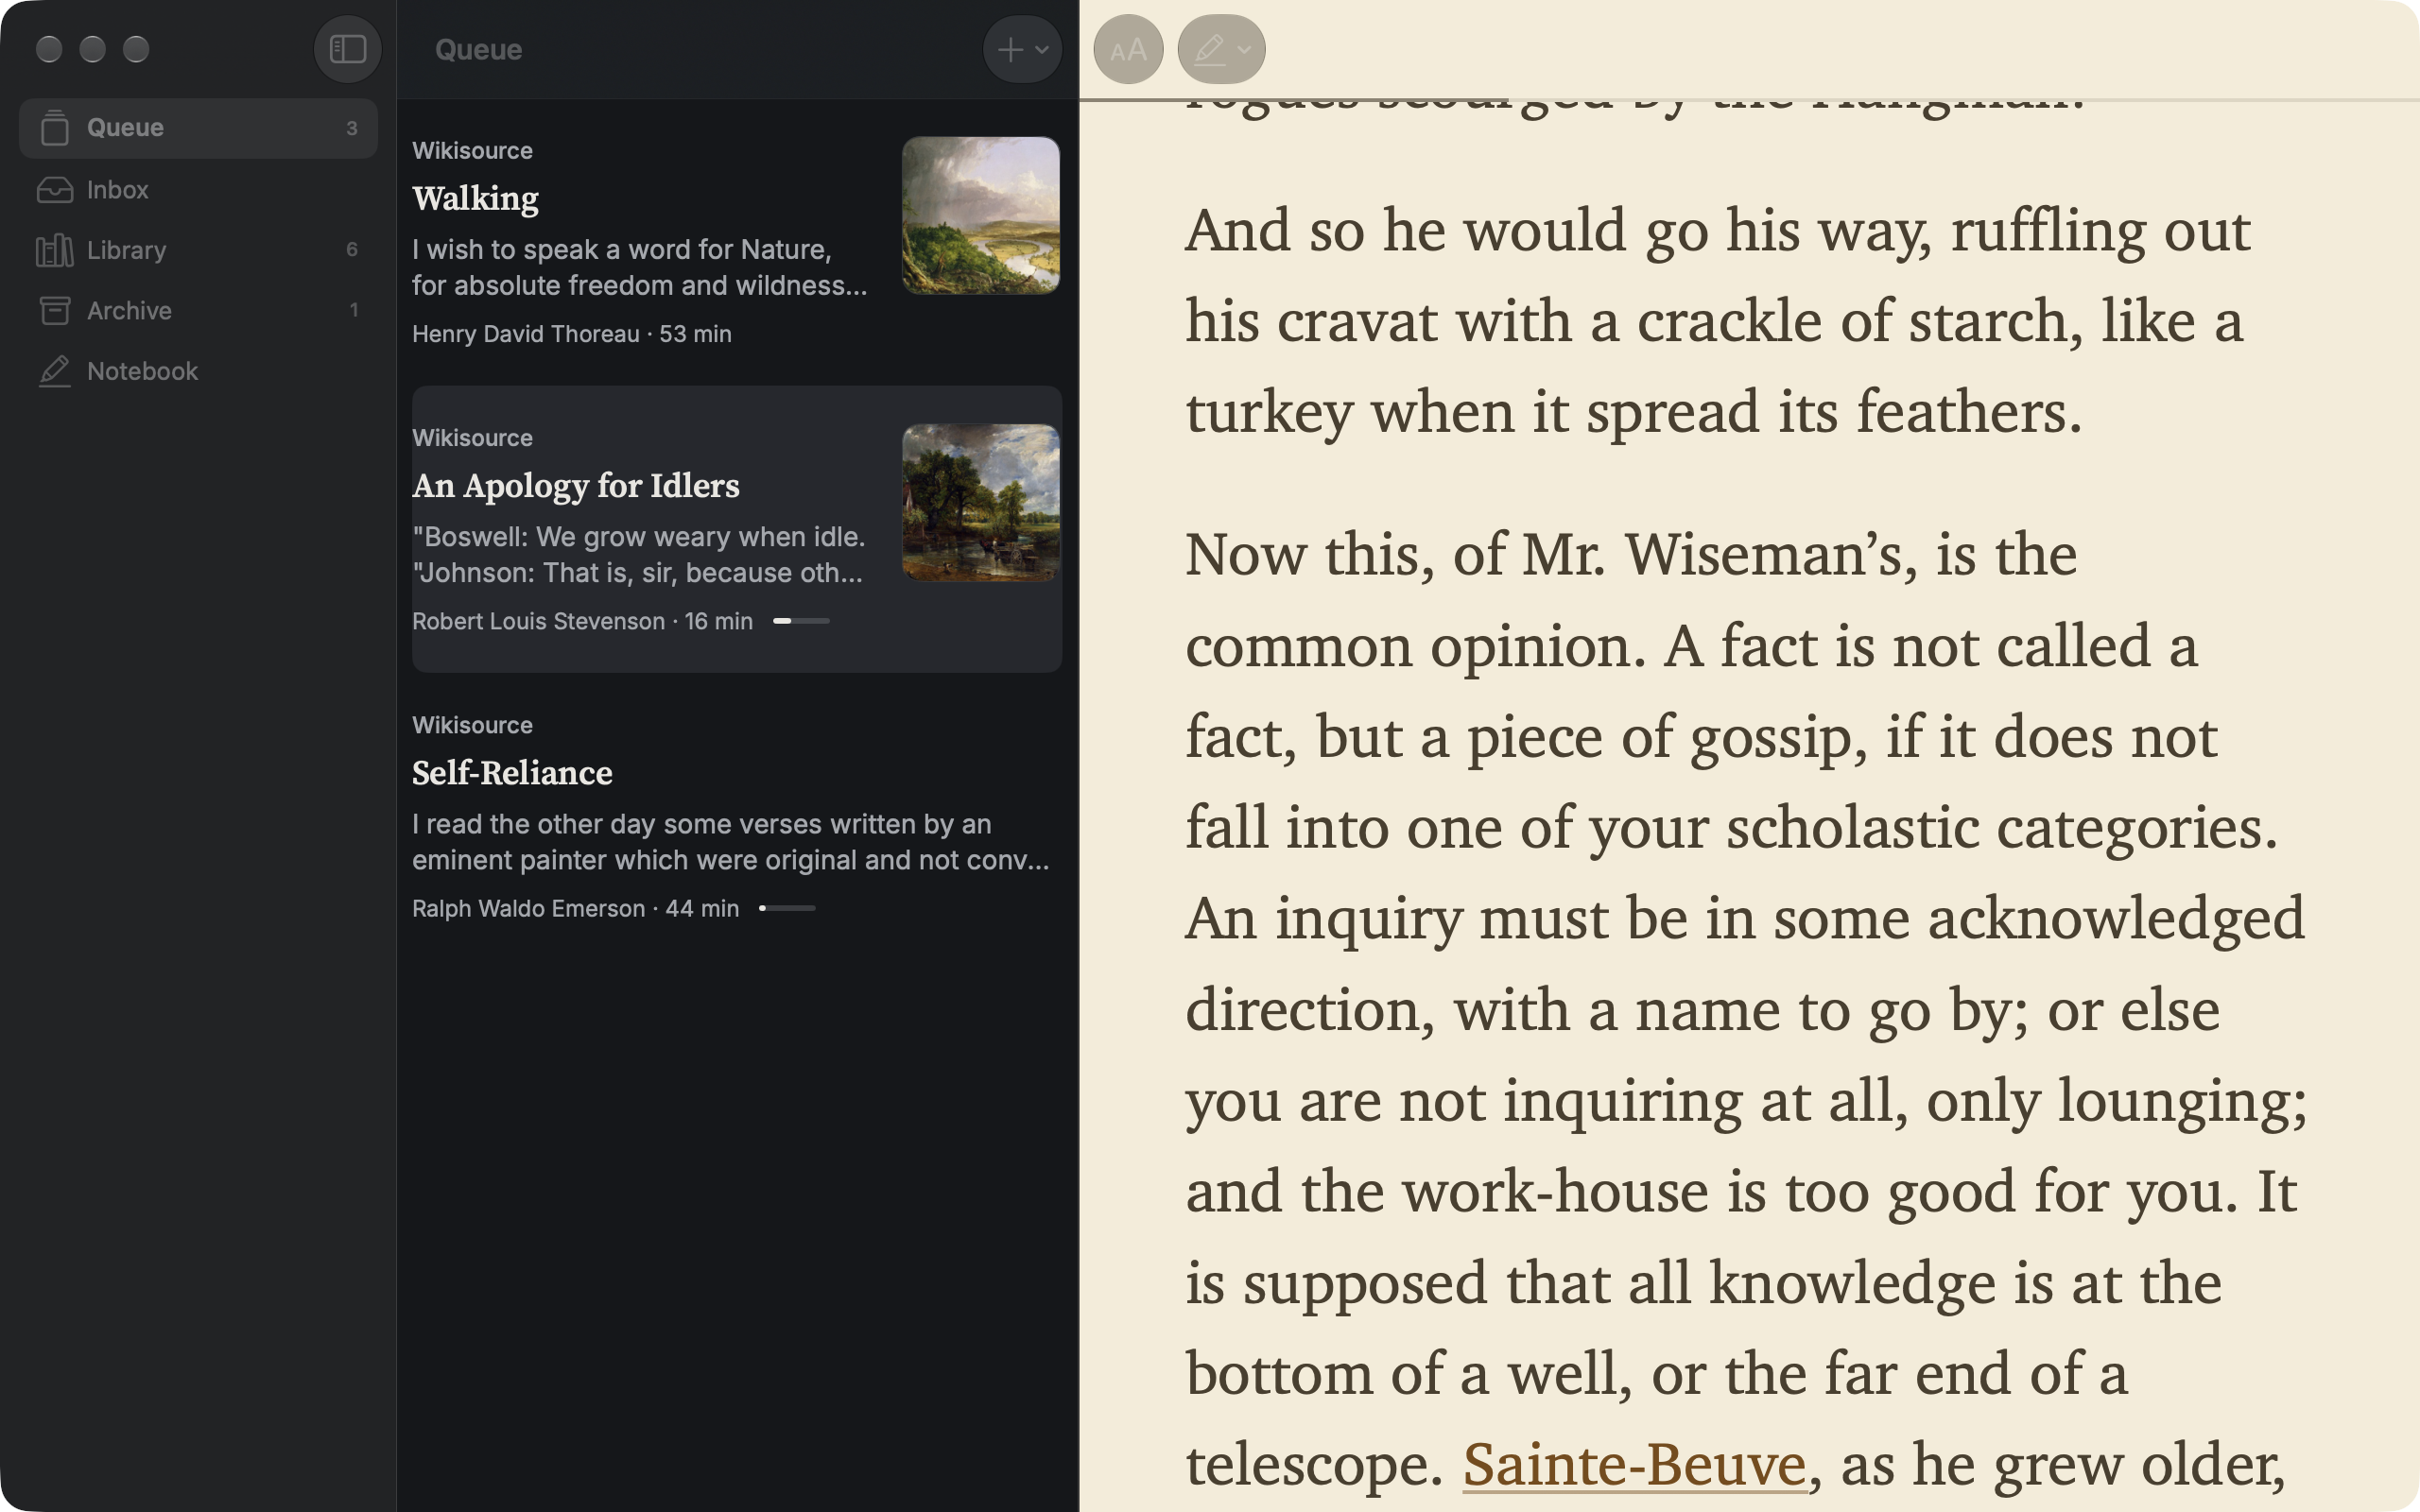 Queue 3
Inbox
Library 6
Archive 1
Notebook
Queue
Wikisource
Walking
I wish to speak a word for Nature,
for absolute freedom and wildness...
Henry David Thoreau · 53 min
Wikisource
An Apology for Idlers
"Boswell: We grow weary when idle.
"Johnson: That is, sir, because oth...
Robert Louis Stevenson · 16 min
Wikisource
Self-Reliance
I read the other day some verses written by an
eminent painter which were original and not conv...
Ralph Waldo Emerson · 44 min
AA
rogues scourged by the Hangman!
And so he would go his way, ruffling out
his cravat with a crackle of starch, like a
turkey when it spread its feathers.
Now this, of Mr. Wiseman’s, is the
common opinion. A fact is not called a
fact, but a piece of gossip, if it does not
fall into one of your scholastic categories.
An inquiry must be in some acknowledged
direction, with a name to go by; or else
you are not inquiring at all, only lounging;
and the work-house is too good for you. It
is supposed that all knowledge is at the
bottom of a well, or the far end of a
telescope. Sainte-Beuve, as he grew older,